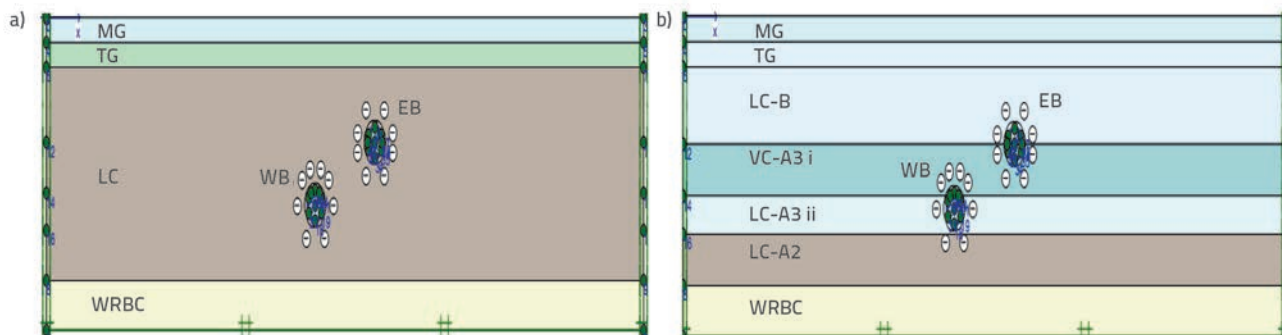 a)
MG
TG
EB
LC
WB
WRBC
b)
MG
TG
LC-B
EB
VC-A3 i
WB
LC-A3 ii
LC-A2
WRBC